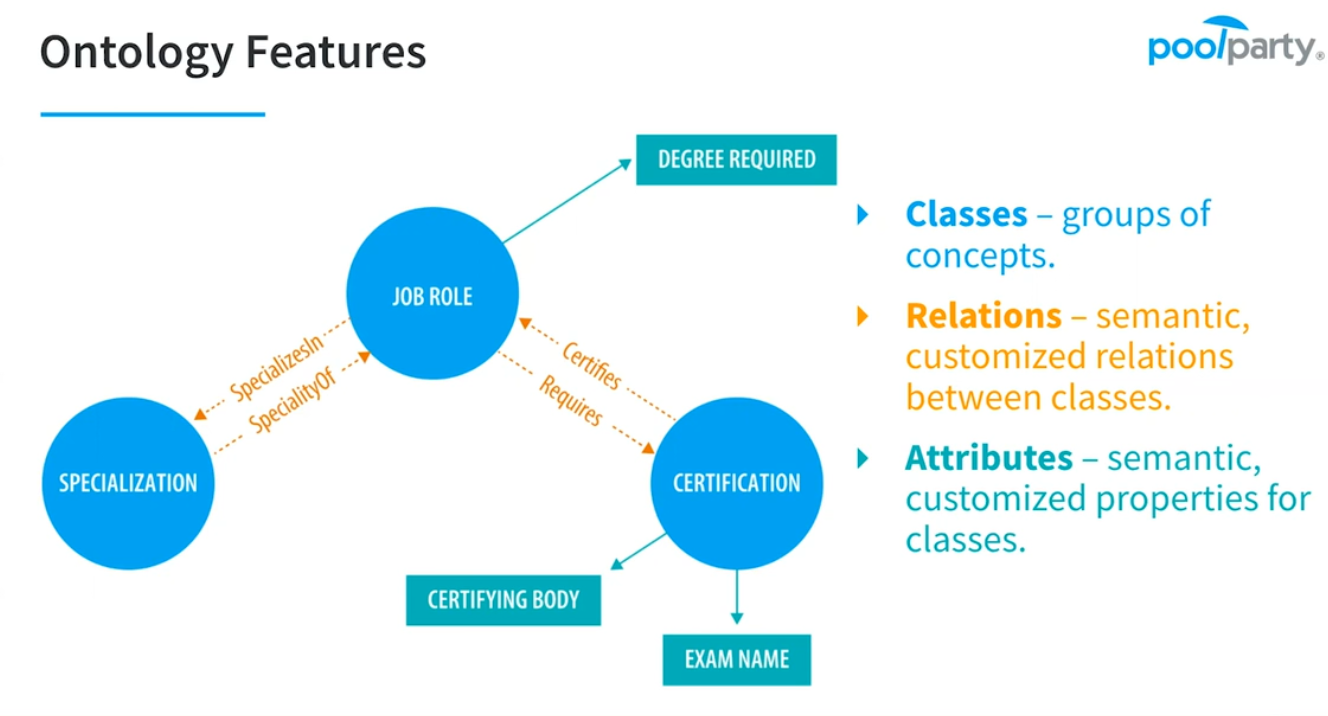 Ontology Features
poolparty®
DEGREE REQUIRED
JOB ROLE
SpecializesIn
SpecialityOf
Certifies
Requires
SPECIALIZATION
CERTIFICATION
CERTIFYING BODY
EXAM NAME
Classes – groups of
concepts.
Relations – semantic,
customized relations
between classes.
Attributes – semantic,
customized properties for
classes.